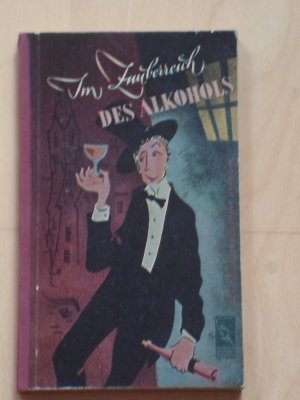 Im Zauberreich
DES ALKOHOLS